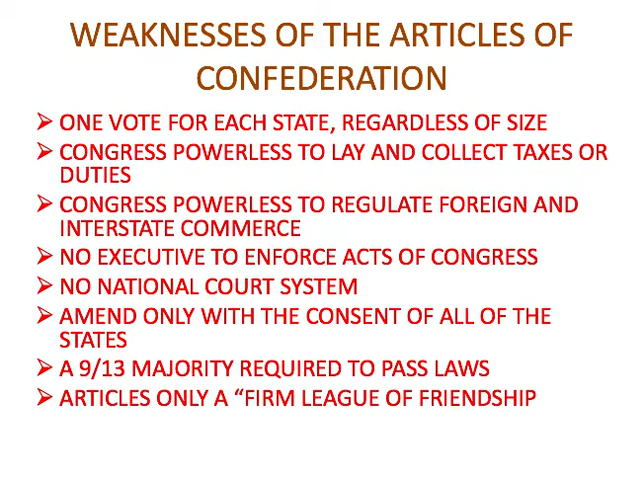 WEAKNESSES OF THE ARTICLES OF
CONFEDERATION
ONE VOTE FOR EACH STATE, REGARDLESS OF SIZE
CONGRESS POWERLESS TO LAY AND COLLECT TAXES OR
DUTIES
CONGRESS POWERLESS TO REGULATE FOREIGN AND
INTERSTATE COMMERCE
NO EXECUTIVE TO ENFORCE ACTS OF CONGRESS
NO NATIONAL COURT SYSTEM
AMEND ONLY WITH THE CONSENT OF ALL OF THE
STATES
A 9/13 MAJORITY REQUIRED TO PASS LAWS
ARTICLES ONLY A “FIRM LEAGUE OF FRIENDSHIP